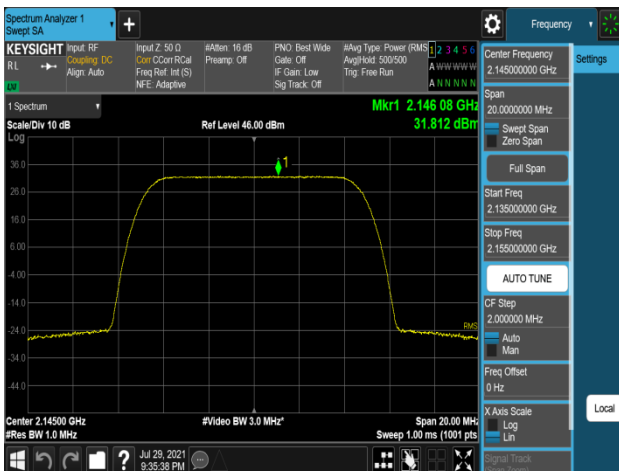 Spectrum Analyzer 1
Swept SA
Frequency
KEYSIGHT
RL
Input: RF
Coupling: DC
Align: Auto
Input Z: 50 Ω
Corr CCorr RCal
Freq Ref: Int (S)
NFE: Adaptive
#Atten: 16 dB
Preamp: Off
PNO: Best Wide
Gate: Off
IF Gain: Low
Sig Track: Off
#Avg Type: Power (RMS
Avg|Hold: 500/500
Trig: Free Run
1 2 3 4 5 6
A W W W W W
A N N N N N
1 Spectrum
Scale/Div 10 dB
Log
Ref Level 46.00 dBm
Mkr1 2.146 08 GHz
31.812 dBm
1
36.0
26.0
16.0
6.00
-4.00
-14.0
-24.0
-34.0
-44.0
RMS
Center 2.14500 GHz
#Res BW 1.0 MHz
#Video BW 3.0 MHz*
Span 20.00 MHz
Sweep 1.00 ms (1001 pts
?
Jul 29, 2021
9:35:38 PM
Center Frequency
2.145000000 GHz
Span
20.0000000 MHz
Swept Span
Zero Span
Full Span
Start Freq
2.135000000 GHz
Stop Freq
2.155000000 GHz
AUTO TUNE
CF Step
2.000000 MHz
Auto
Man
Freq Offset
0 Hz
X Axis Scale
Log
Lin
Signal Track
Settings
Local